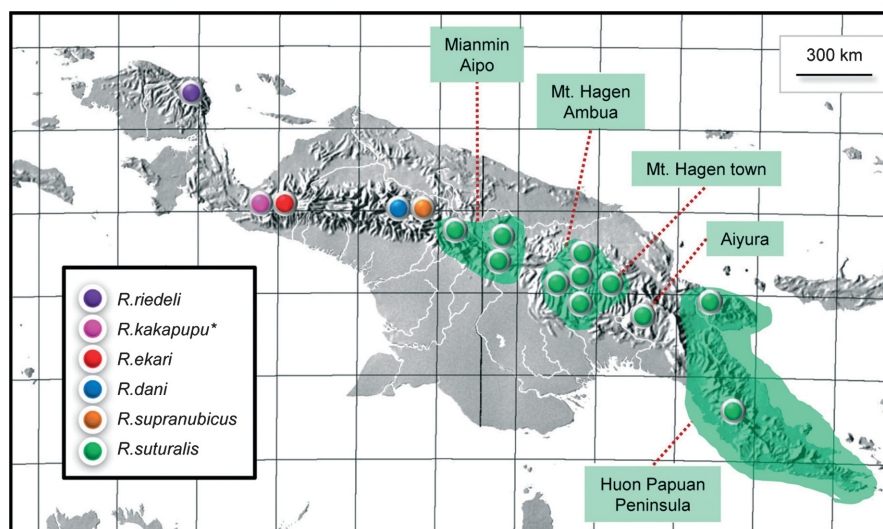 Mianmin
Aipo
Mt. Hagen
Ambua
300 km
Mt. Hagen town
Aiyura
R.riedeli
R.kakapupu*
R.ekari
R.dani
R.supranubicus
R.suturalis
Huon Papuan
Peninsula